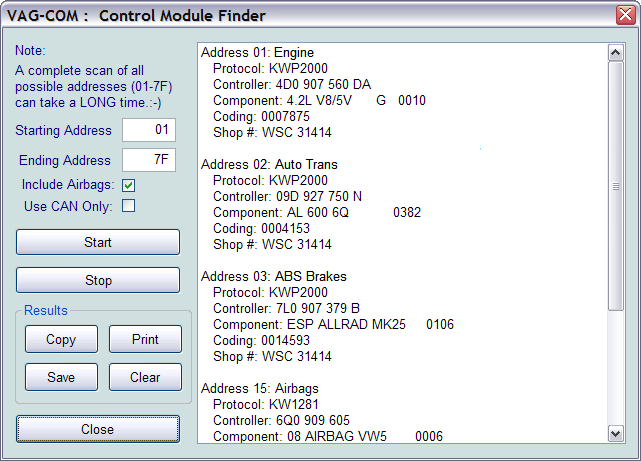 VAG-COM :  Control Module Finder
Note:
A complete scan of all
possible addresses (01-7F)
can take a LONG time.:-)
Starting Address 01
Ending Address 7F
Include Airbags:
Use CAN Only:
Start
Stop
Results
Copy Print
Save Clear
Close
Address 01: Engine
Protocol: KWP2000
Controller: 4D0 907 560 DA
Component: 4.2L V8/5V G 0010
Coding: 0007875
Shop #: WSC 31414
Address 02: Auto Trans
Protocol: KWP2000
Controller: 09D 927 750 N
Component: AL 600 6Q 0382
Coding: 0004153
Shop #: WSC 31414
Address 03: ABS Brakes
Protocol: KWP2000
Controller: 7L0 907 379 B
Component: ESP ALLRAD MK25 0106
Coding: 0014593
Shop #: WSC 31414
Address 15: Airbags
Protocol: KW1281
Controller: 6Q0 909 605
Component: 08 AIRBAG VW5 0006